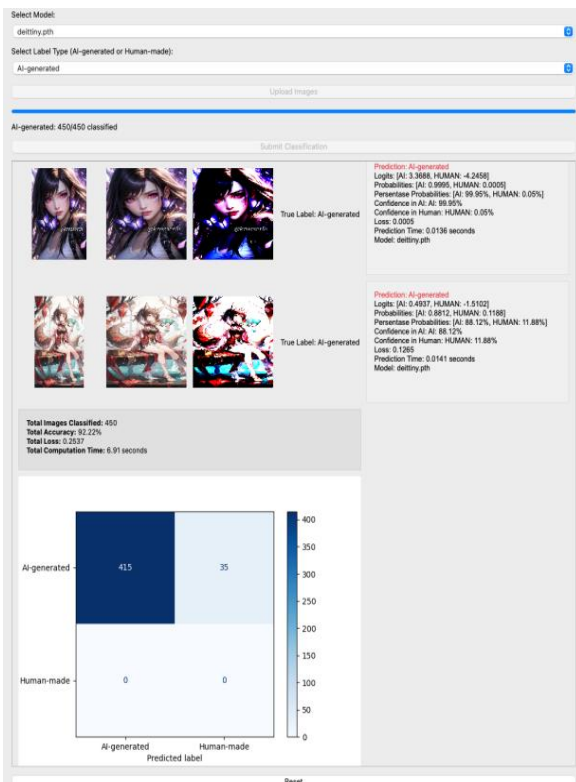 Select Model:
deittiny.pth
Select Label Type (AI-generated or Human-made):
AI-generated
Upload Images
AI-generated: 450/450 classified
Submit Classification
True Label: AI-generated
Prediction: AI-generated
Logits: [AI: 3.3688, HUMAN: -4.2458]
Probabilities: [AI: 0.9995, HUMAN: 0.0005]
Persentase Probabilities: [AI: 99.95%, HUMAN: 0.05%]
Confidence in AI: AI: 99.95%
Confidence in Human: HUMAN: 0.05%
Loss: 0.0005
Prediction Time: 0.0136 seconds
Model: deittiny.pth
True Label: AI-generated
Prediction: AI-generated
Logits: [AI: 0.4937, HUMAN: -1.5102]
Probabilities: [AI: 0.8812, HUMAN: 0.1188]
Persentase Probabilities: [AI: 88.12%, HUMAN: 11.88%]
Confidence in AI: AI: 88.12%
Confidence in Human: HUMAN: 11.88%
Loss: 0.1265
Prediction Time: 0.0141 seconds
Model: deittiny.pth
Total Images Classified: 450
Total Accuracy: 92.22%
Total Loss: 0.2537
Total Computation Time: 6.91 seconds
AI-generated
415
35
Human-made
0
0
AI-generated
Human-made
Predicted label
400
350
300
250
200
150
100
50
0
Reset